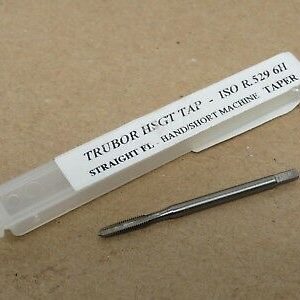 TRUBOR HSGT TAP - ISO R.529 6H
STRAIGHT FL - HAND/SHORT MACHINE TAPER